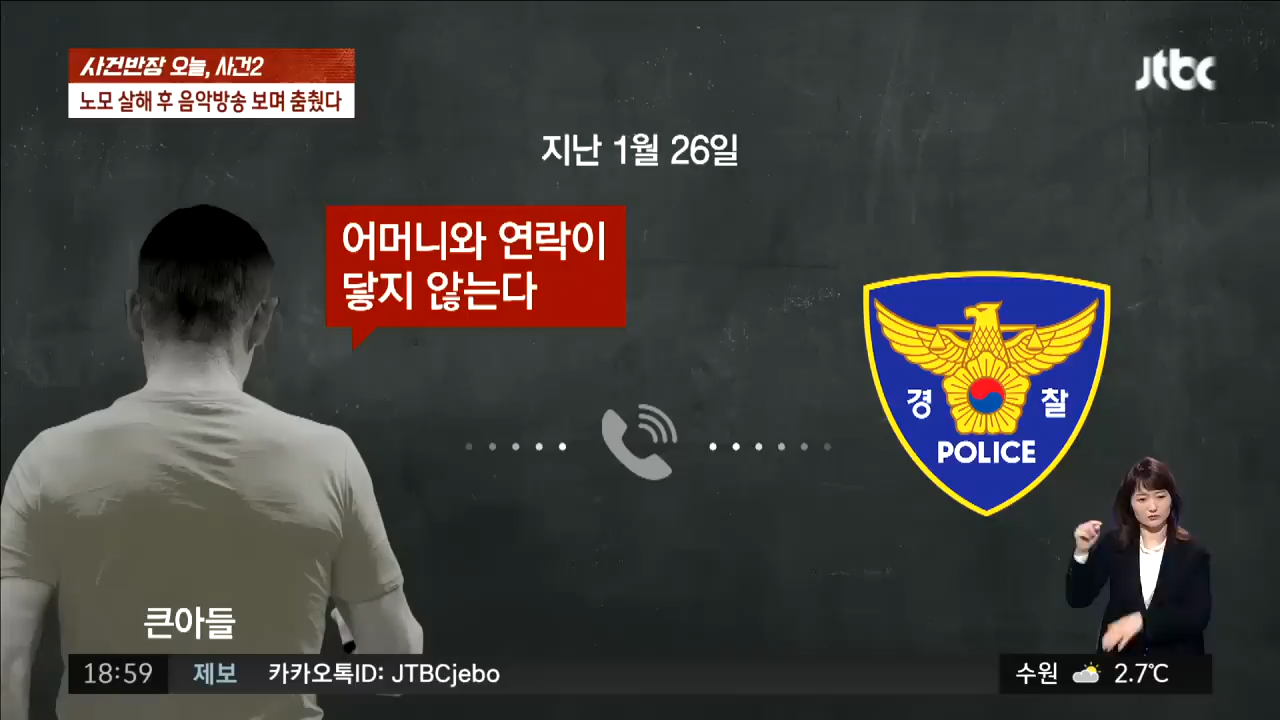 사건반장 오늘, 사건2
jtbc
노모 살해 후 음악방송 보며 춤췄다
지난 1월 26일
어머니와 연락이
닿지 않는다
경 찰
POLICE
큰아들
18:59 제보 카카오톡ID: JTBCjebo
수원 2.7℃